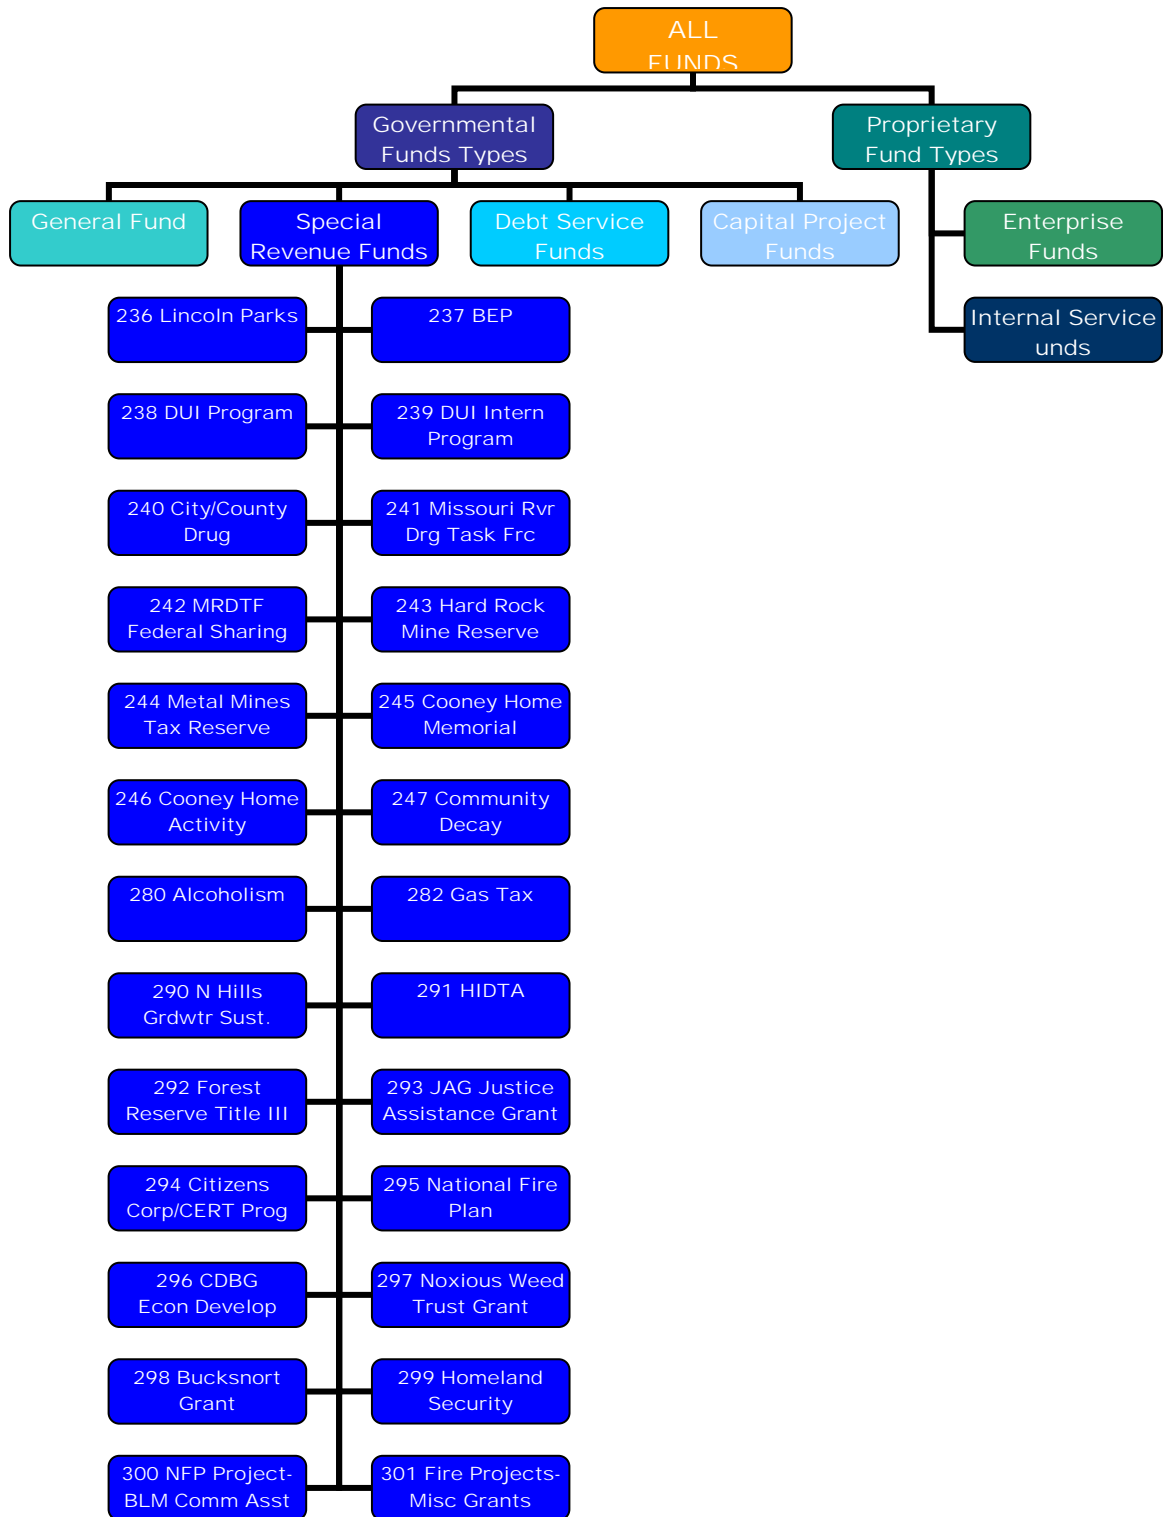 ALL
FUNDS
Governmental
Funds Types
Proprietary
Fund Types
General Fund
Special
Revenue Funds
Debt Service
Funds
Capital Project
Funds
Enterprise
Funds
Internal Service
unds
236 Lincoln Parks
237 BEP
238 DUI Program
239 DUI Intern
Program
240 City/County
Drug
241 Missouri Rvr
Drg Task Frc
242 MRDTF
Federal Sharing
243 Hard Rock
Mine Reserve
244 Metal Mines
Tax Reserve
245 Cooney Home
Memorial
246 Cooney Home
Activity
247 Community
Decay
280 Alcoholism
282 Gas Tax
290 N Hills
Grdwtr Sust.
291 HIDTA
292 Forest
Reserve Title III
293 JAG Justice
Assistance Grant
294 Citizens
Corp/CERT Prog
295 National Fire
Plan
296 CDBG
Econ Develop
297 Noxious Weed
Trust Grant
298 Bucksnort
Grant
299 Homeland
Security
300 NFP Project-
BLM Comm Asst
301 Fire Projects-
Misc Grants